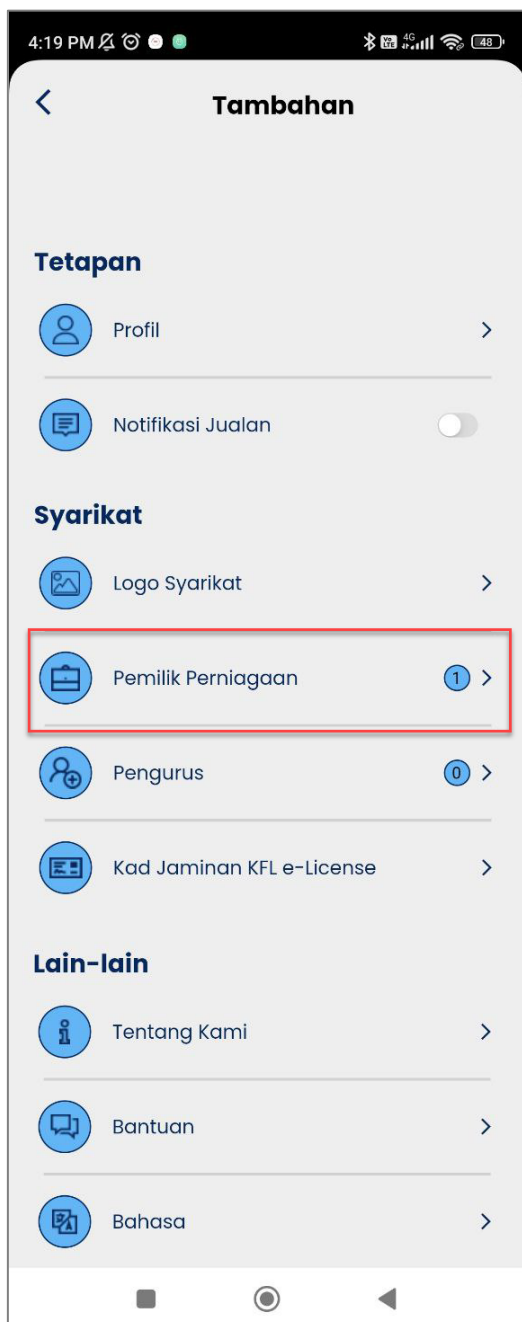 4:19 PM
4G
48
Tambahan
Tetapan
Profil
Notifikasi Jualan
Syarikat
Logo Syarikat
Pemilik Perniagaan 1
Pengurus 0
Kad Jaminan KFL e-License
Lain-lain
Tentang Kami
Bantuan
Bahasa